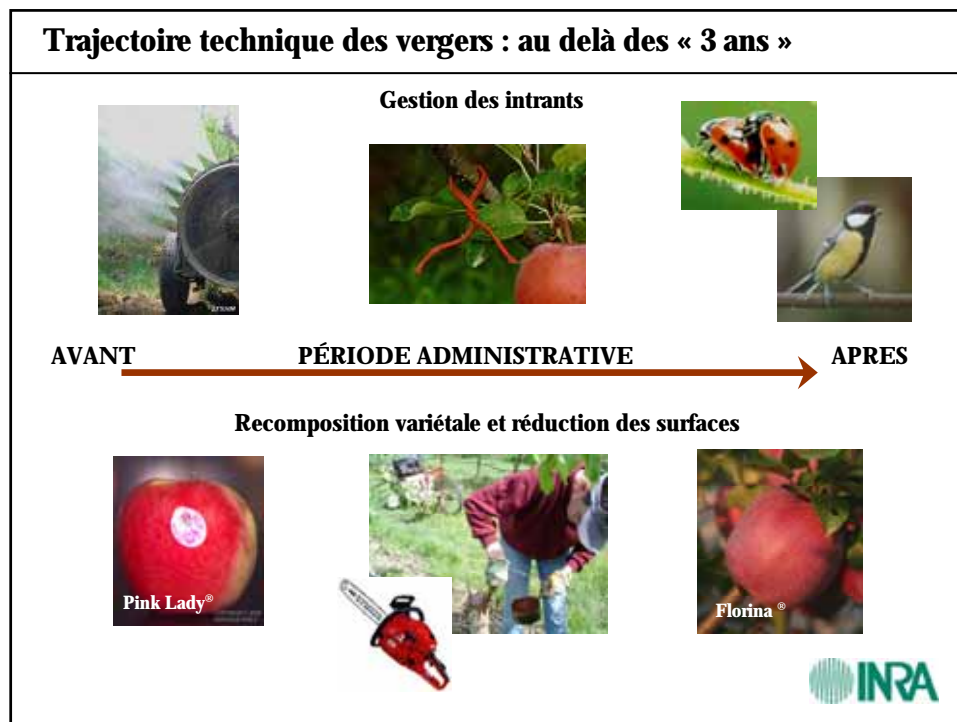 Trajectoire technique des vergers : au delà des « 3 ans »
Gestion des intrants
AVANT PÉRIODE ADMINISTRATIVE APRES
Recomposition variétale et réduction des surfaces
Pink Lady®
Florina ®
INRA